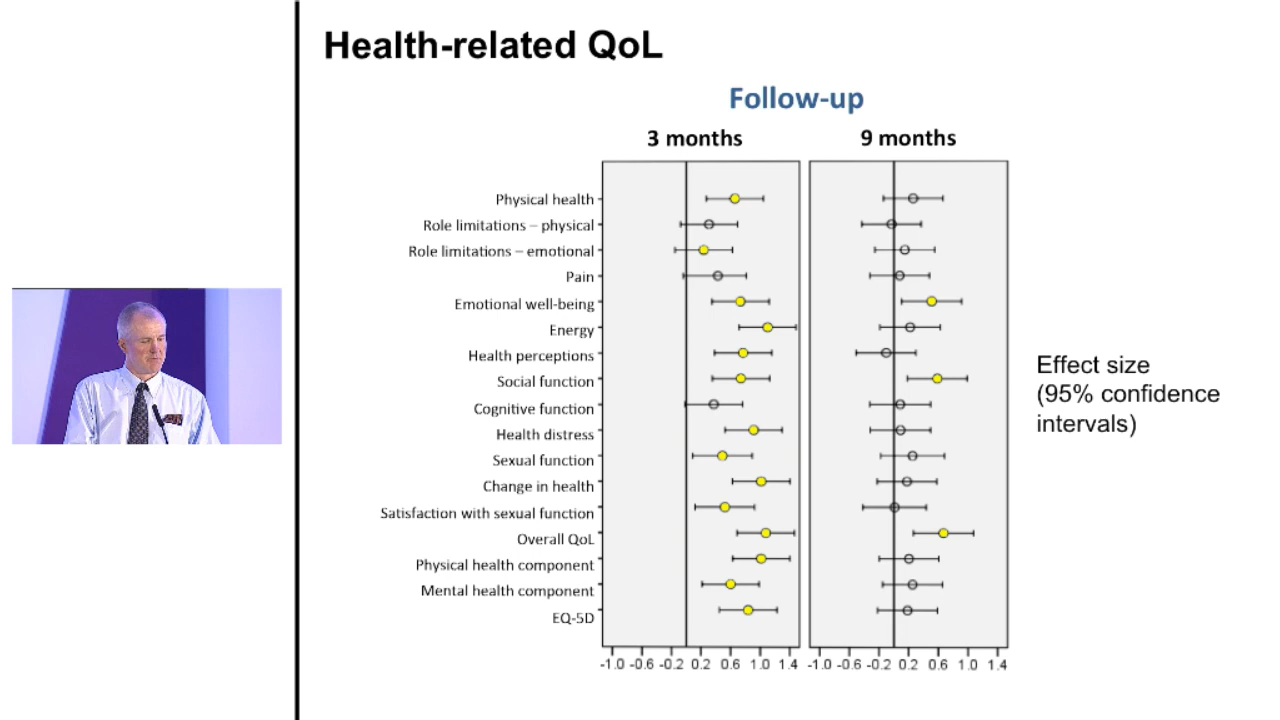 Health-related QoL
Follow-up
3 months
9 months
Physical health
Role limitations – physical
Role limitations – emotional
Pain
Emotional well-being
Energy
Health perceptions
Social function
Cognitive function
Health distress
Sexual function
Change in health
Satisfaction with sexual function
Overall QoL
Physical health component
Mental health component
EQ-5D
Effect size
(95% confidence
intervals)
-1.0 -0.6 -0.2 0.2 0.6 1.0 1.4
-1.0 -0.6 -0.2 0.2 0.6 1.0 1.4